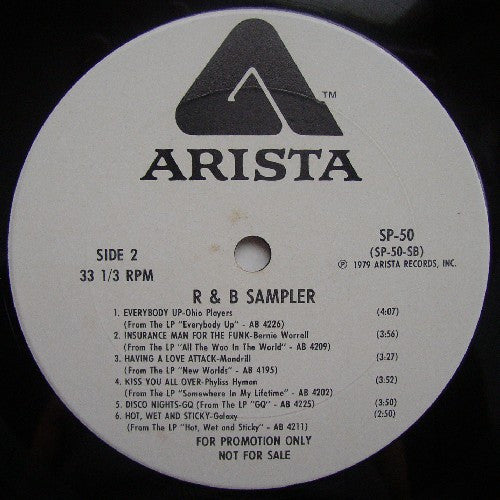 TM
ARISTA
SIDE 2
33 1/3 RPM
SP-50
(SP-50-SB)
℗ 1979 ARISTA RECORDS, INC.
R & B SAMPLER
1. EVERYBODY UP-Ohio Players (4:07)
(From The LP "Everybody Up" - AB 4226)
2. INSURANCE MAN FOR THE FUNK-Bernie Worrell (3:56)
(From The LP "All The Woo In The World" - AB 4209)
3. HAVING A LOVE ATTACK-Mandrill (3:27)
(From The LP "New Worlds" - AB 4195)
4. KISS YOU ALL OVER-Phyliss Hyman (3:52)
(From The LP "Somewhere In My Lifetime" - AB 4202)
5. DISCO NIGHTS-GQ (From The LP "GQ" - AB 4225) (3:50)
6. HOT, WET AND STICKY-Galaxy (2:50)
(From The LP "Hot, Wet and Sticky" - AB 4211)
FOR PROMOTION ONLY
NOT FOR SALE